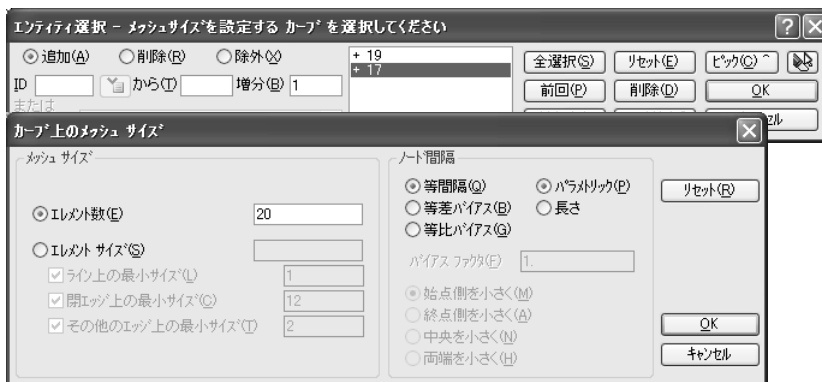 エンティティ選択 - メッシュサイズを設定する カーブ を選択してください
追加(A) 削除(R) 除外(X)
+ 19
+ 17
全選択(S) リセット(E) ピック(C) ^
ID から(T) 増分(B) 1
前回(P) 削除(D) OK
または
カーブ上のメッシュ サイズ
メッシュ サイズ
エレメント数(E) 20
エレメント サイズ(S)
ライン上の最小サイズ(L) 1
閉エッジ上の最小サイズ(C) 12
その他のエッジ上の最小サイズ(T) 2
ノード間隔
等間隔(Q) パラメトリック(P)
等差バイアス(B) 長さ
等比バイアス(G)
バイアス ファクタ(F) 1.
始点側を小さく(M)
終点側を小さく(A)
中央を小さく(N)
両端を小さく(H)
リセット(R)
OK
キャンセル